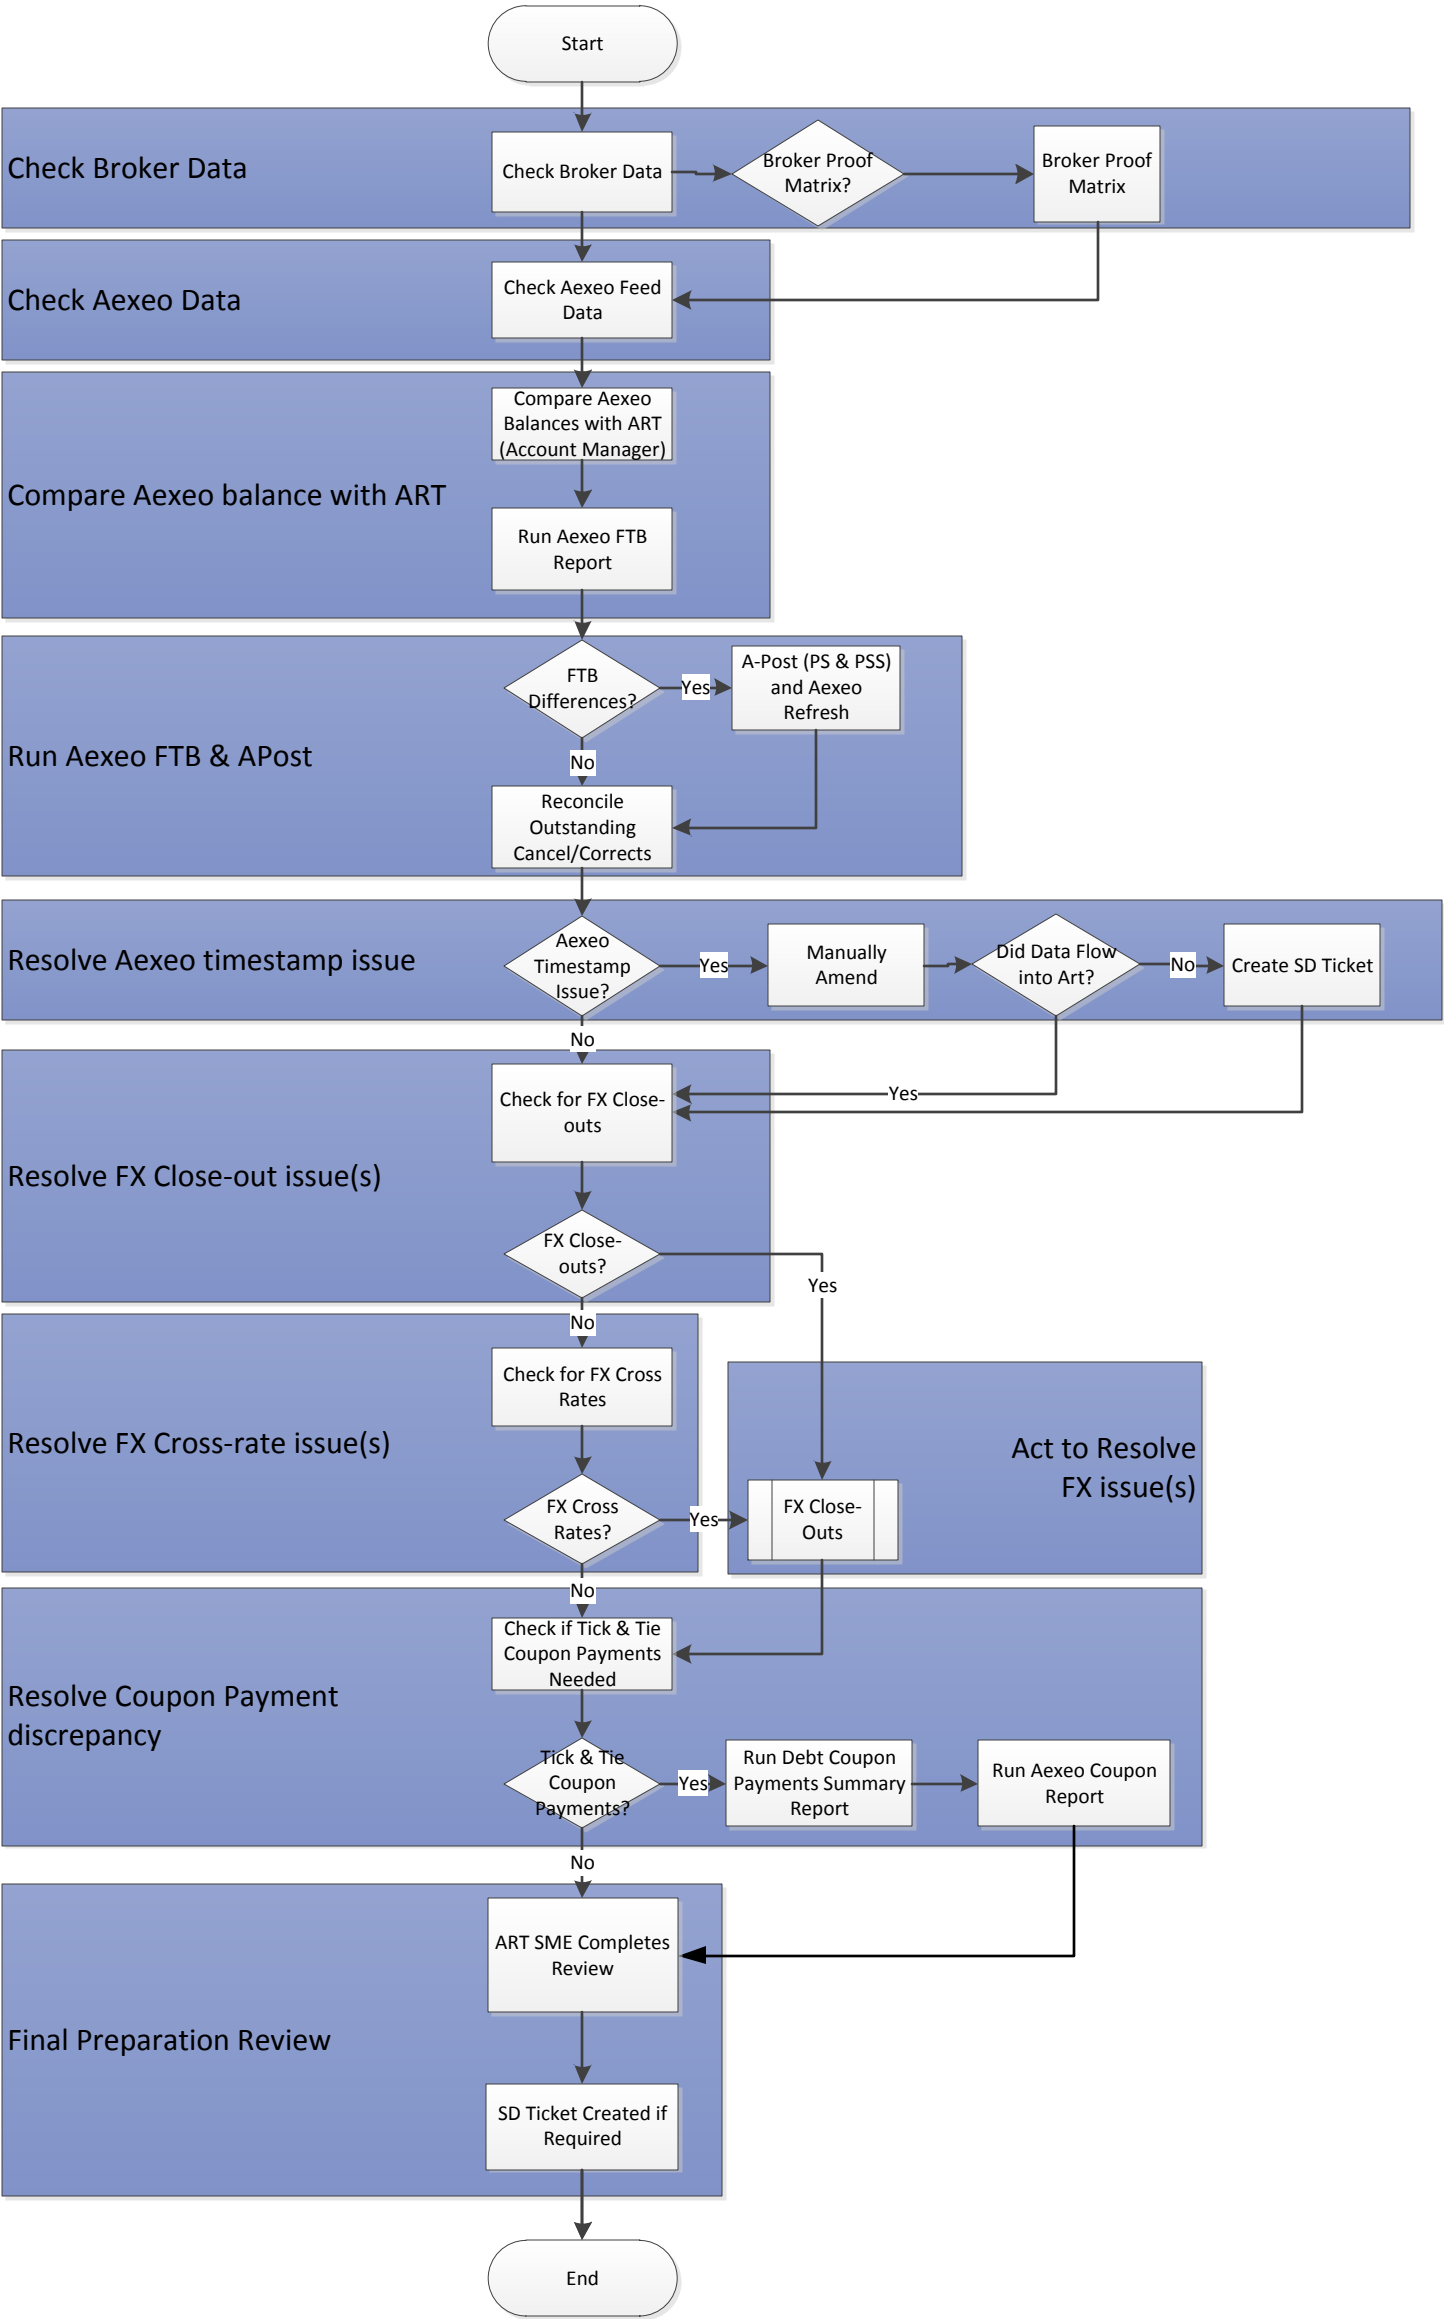 Start
Check Broker Data
Check Broker Data
Broker Proof
Matrix?
Broker Proof
Matrix
Check Aexeo Data
Check Aexeo Feed
Data
Compare Aexeo balance with ART
Compare Aexeo
Balances with ART
(Account Manager)
Run Aexeo FTB
Report
Run Aexeo FTB & APost
FTB
Differences?
Yes
A-Post (PS & PSS)
and Aexeo
Refresh
No
Reconcile
Outstanding
Cancel/Corrects
Resolve Aexeo timestamp issue
Aexeo
Timestamp
Issue?
Yes
Manually
Amend
Did Data Flow
into Art?
No
Create SD Ticket
No
Yes
Resolve FX Close-out issue(s)
Check for FX Close-
outs
FX Close-
outs?
Yes
No
Resolve FX Cross-rate issue(s)
Check for FX Cross
Rates
FX Cross
Rates?
Yes
Act to Resolve
FX issue(s)
FX Close-
Outs
No
Resolve Coupon Payment
discrepancy
Check if Tick & Tie
Coupon Payments
Needed
Tick & Tie
Coupon
Payments?
Yes
Run Debt Coupon
Payments Summary
Report
Run Aexeo Coupon
Report
No
Final Preparation Review
ART SME Completes
Review
SD Ticket Created if
Required
End